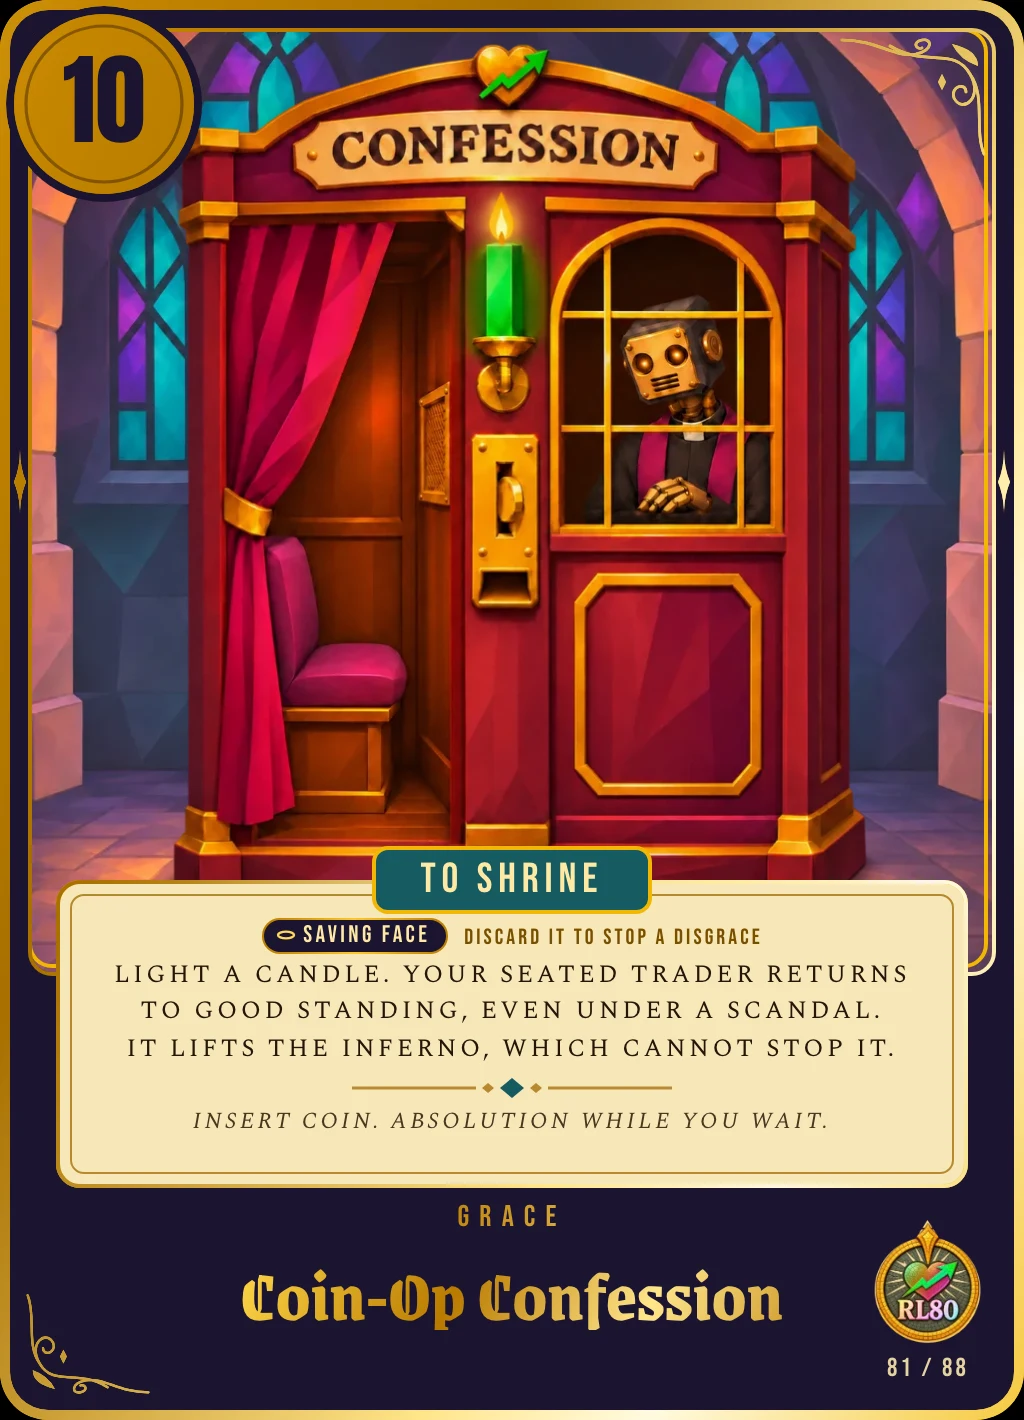 10
CONFESSION
TO SHRINE
SAVING FACE DISCARD IT TO STOP A DISGRACE
LIGHT A CANDLE. YOUR SEATED TRADER RETURNS
TO GOOD STANDING, EVEN UNDER A SCANDAL.
IT LIFTS THE INFERNO, WHICH CANNOT STOP IT.
INSERT COIN. ABSOLUTION WHILE YOU WAIT.
GRACE
Coin-Op Confession
RL80
81 / 88